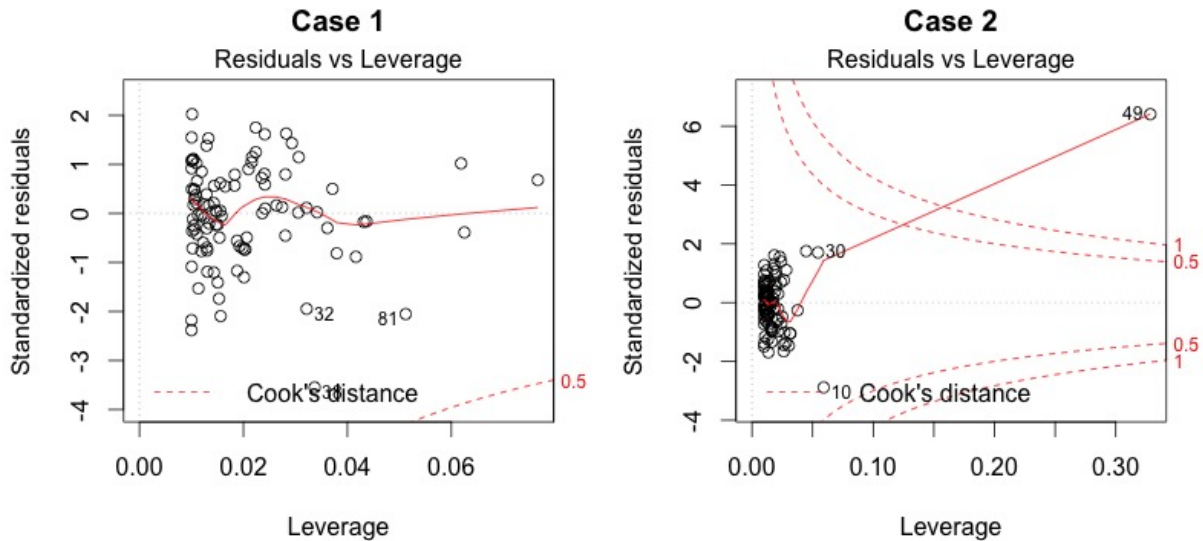 Case 1
Residuals vs Leverage
Standardized residuals
2
1
0
-1
-2
-3
-4
32
81
38
Cook's distance
0.5
0.00 0.02 0.04 0.06
Leverage
Case 2
Residuals vs Leverage
Standardized residuals
6
4
2
0
-2
-4
49
30
10
Cook's distance
1
0.5
0.5
1
0.00 0.10 0.20 0.30
Leverage